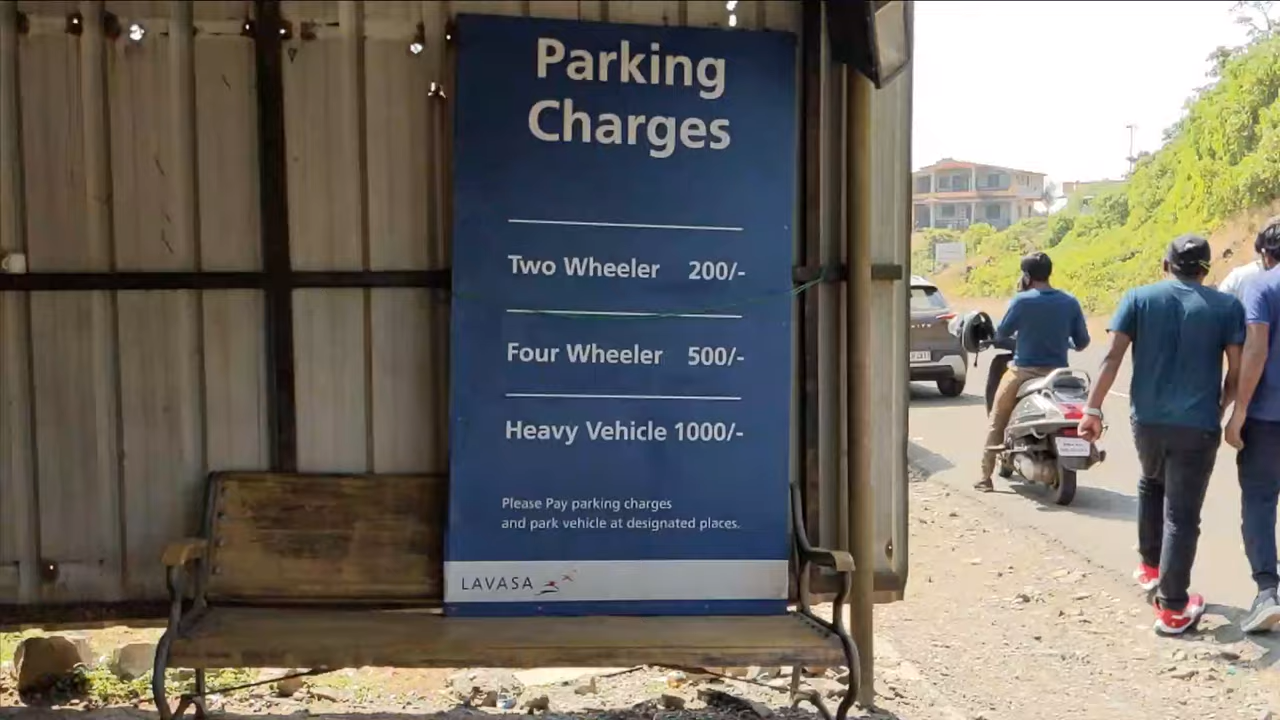 Parking
Charges
Two Wheeler 200/-
Four Wheeler 500/-
Heavy Vehicle 1000/-
Please Pay parking charges
and park vehicle at designated places.
LAVASA